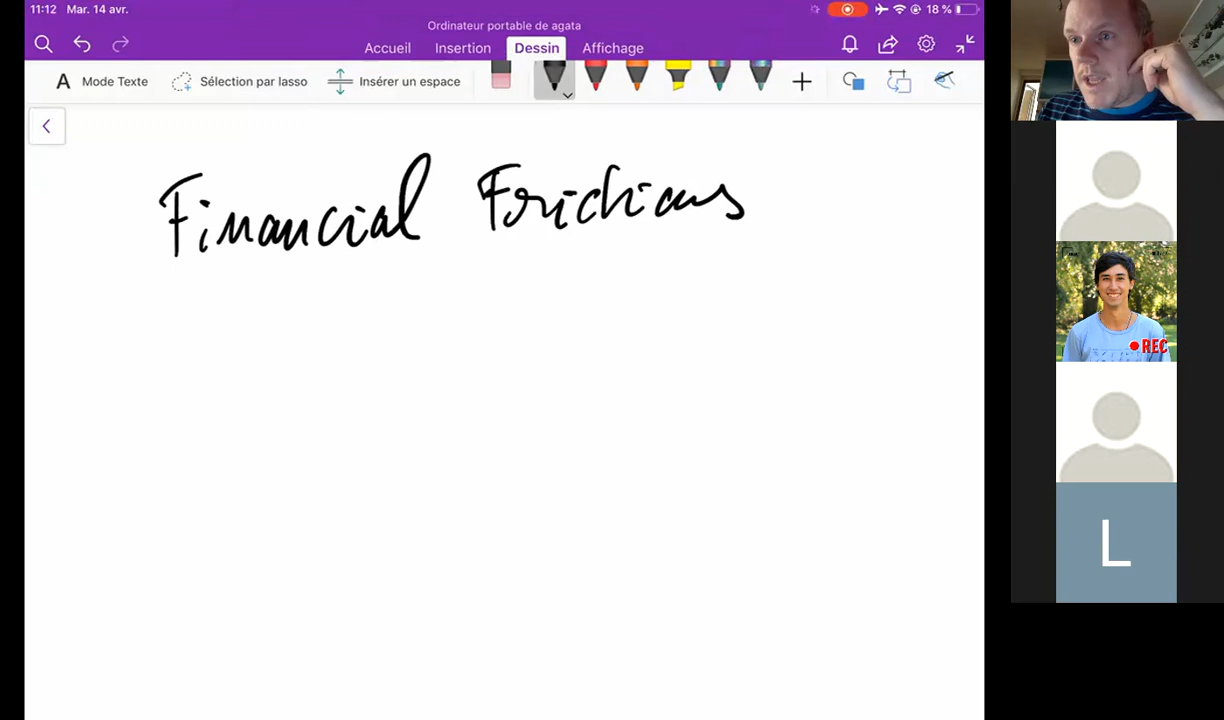 11:12 Mar. 14 avr.
18 %
Ordinateur portable de agata
Accueil Insertion Dessin Affichage
A Mode Texte Sélection par lasso Insérer un espace
Financial Frictions
REC
L